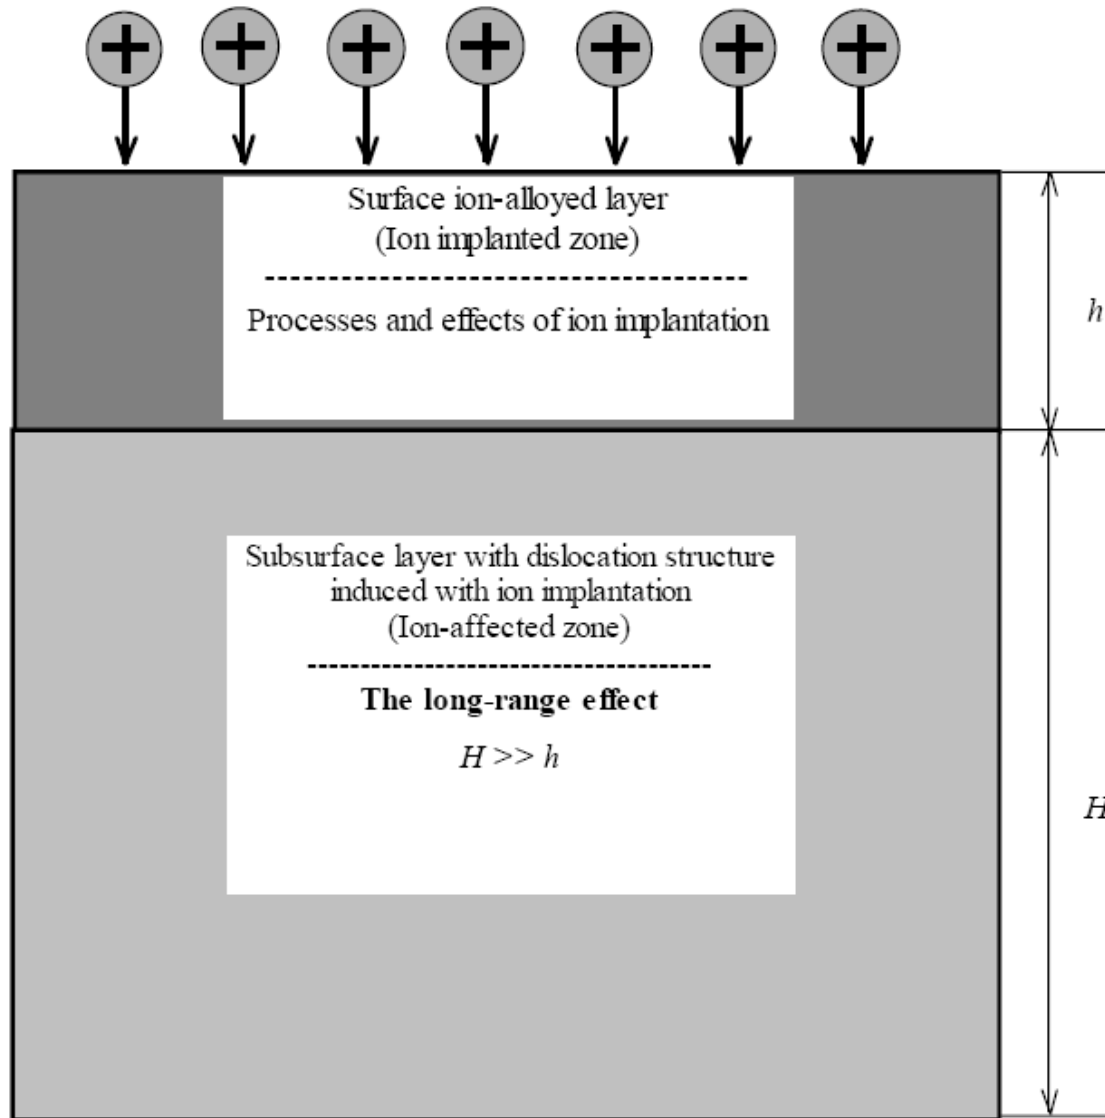 + + + + + + +
Surface ion-alloyed layer
(Ion implanted zone)
---------------------------------------
Processes and effects of ion implantation
h
Subsurface layer with dislocation structure
induced with ion implantation
(Ion-affected zone)
---------------------------------------
The long-range effect
H >> h
H